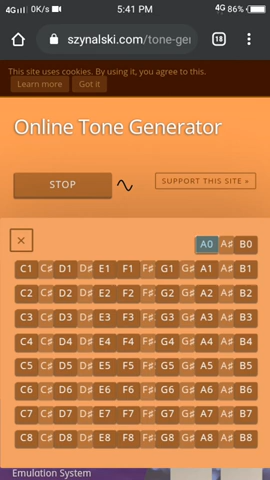 4G 0K/s 5:41 PM 4G 86%
szynalski.com/tone-ger 18
This site uses cookies. By using it, you agree to this.
Learn more Got it
Online Tone Generator
STOP SUPPORT THIS SITE »
× A0 A♯ B0
C1 C♯ D1 D♯ E1 F1 F♯ G1 G♯ A1 A♯ B1
C2 C♯ D2 D♯ E2 F2 F♯ G2 G♯ A2 A♯ B2
C3 C♯ D3 D♯ E3 F3 F♯ G3 G♯ A3 A♯ B3
C4 C♯ D4 D♯ E4 F4 F♯ G4 G♯ A4 A♯ B4
C5 C♯ D5 D♯ E5 F5 F♯ G5 G♯ A5 A♯ B5
C6 C♯ D6 D♯ E6 F6 F♯ G6 G♯ A6 A♯ B6
C7 C♯ D7 D♯ E7 F7 F♯ G7 G♯ A7 A♯ B7
C8 C♯ D8 D♯ E8 F8 F♯ G8 G♯ A8 A♯ B8
Emulation System